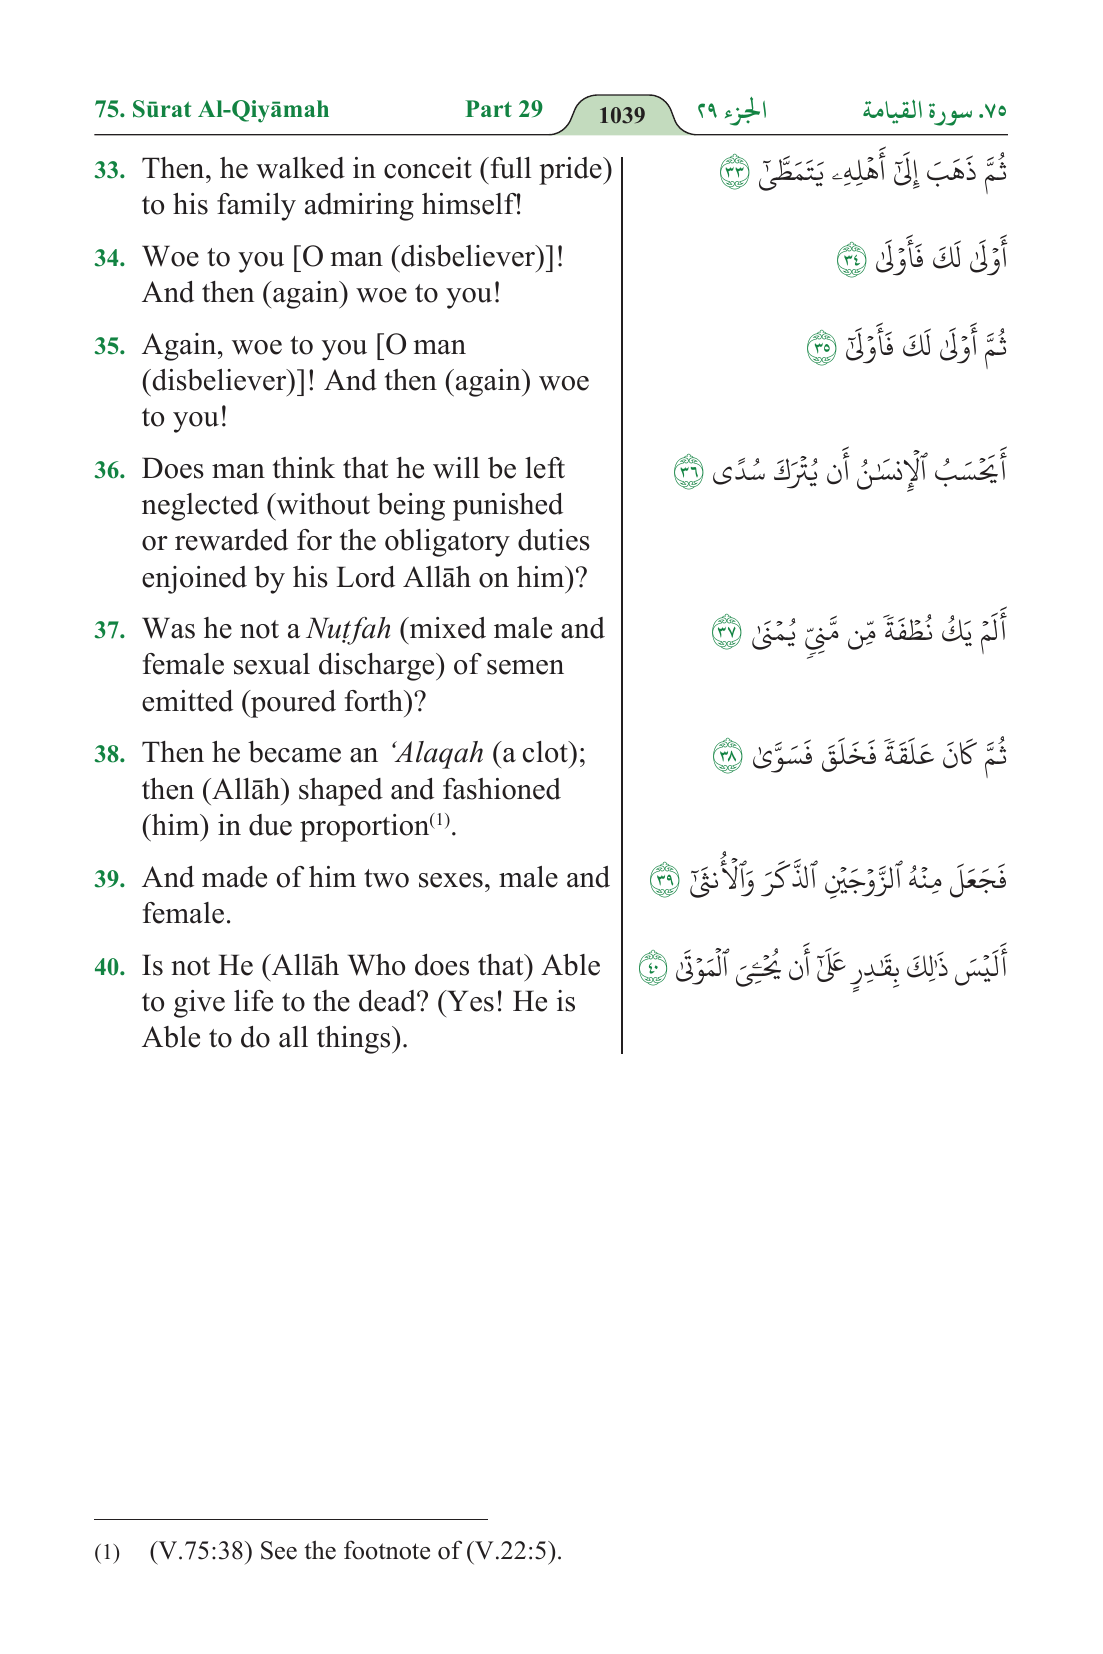 75. Sūrat Al-Qiyāmah Part 29 1039 الجزء ٢٩ ٧٥. سورة القيامة
33. Then, he walked in conceit (full pride)
to his family admiring himself!
ثُمَّ ذَهَبَ إِلَىٰٓ أَهْلِهِۦ يَتَمَطَّىٰٓ ٣٣
34. Woe to you [O man (disbeliever)]!
And then (again) woe to you!
أَوْلَىٰ لَكَ فَأَوْلَىٰ ٣٤
35. Again, woe to you [O man
(disbeliever)]! And then (again) woe
to you!
ثُمَّ أَوْلَىٰ لَكَ فَأَوْلَىٰٓ ٣٥
36. Does man think that he will be left
neglected (without being punished
or rewarded for the obligatory duties
enjoined by his Lord Allāh on him)?
أَيَحْسَبُ ٱلْإِنسَـٰنُ أَن يُتْرَكَ سُدًى ٣٦
37. Was he not a Nuṭfah (mixed male and
female sexual discharge) of semen
emitted (poured forth)?
أَلَمْ يَكُ نُطْفَةً مِّن مَّنِىٍّ يُمْنَىٰ ٣٧
38. Then he became an ‘Alaqah (a clot);
then (Allāh) shaped and fashioned
(him) in due proportion(1).
ثُمَّ كَانَ عَلَقَةً فَخَلَقَ فَسَوَّىٰ ٣٨
39. And made of him two sexes, male and
female.
فَجَعَلَ مِنْهُ ٱلزَّوْجَيْنِ ٱلذَّكَرَ وَٱلْأُنثَىٰٓ ٣٩
40. Is not He (Allāh Who does that) Able
to give life to the dead? (Yes! He is
Able to do all things).
أَلَيْسَ ذَٰلِكَ بِقَـٰدِرٍ عَلَىٰٓ أَن يُحْـِۧىَ ٱلْمَوْتَىٰ ٤٠
(1) (V.75:38) See the footnote of (V.22:5).